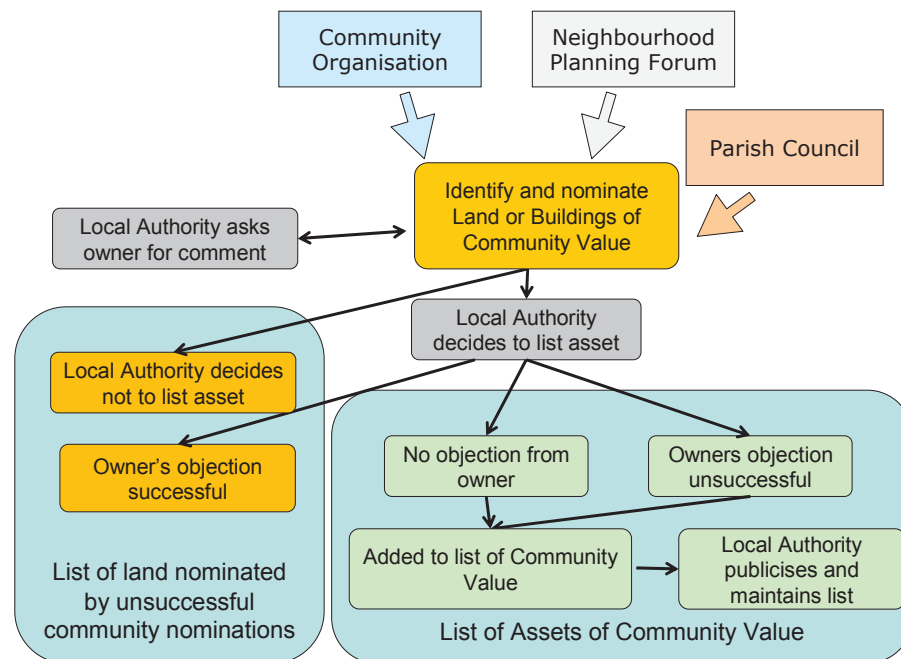 Community
Organisation
Neighbourhood
Planning Forum
Parish Council
Identify and nominate
Land or Buildings of
Community Value
Local Authority asks
owner for comment
Local Authority
decides to list asset
Local Authority decides
not to list asset
Owner's objection
successful
No objection from
owner
Owners objection
unsuccessful
Added to list of Community
Value
Local Authority
publicises and
maintains list
List of land nominated
by unsuccessful
community nominations
List of Assets of Community Value